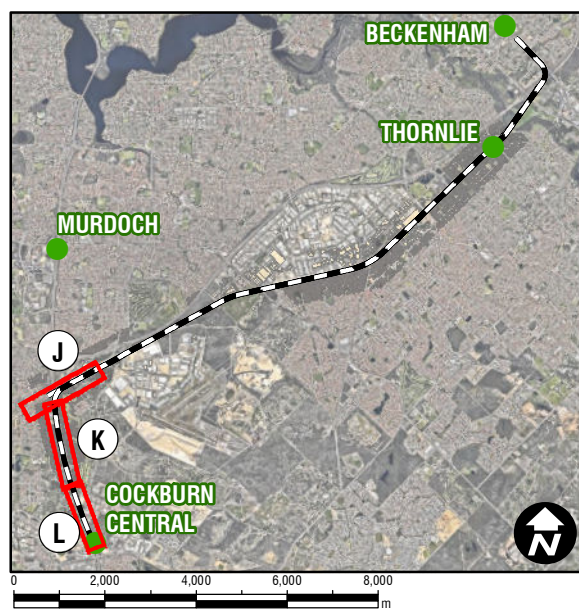 BECKENHAM
THORNLIE
MURDOCH
J
K
COCKBURN
CENTRAL
L
N
0 2,000 4,000 6,000 8,000
m